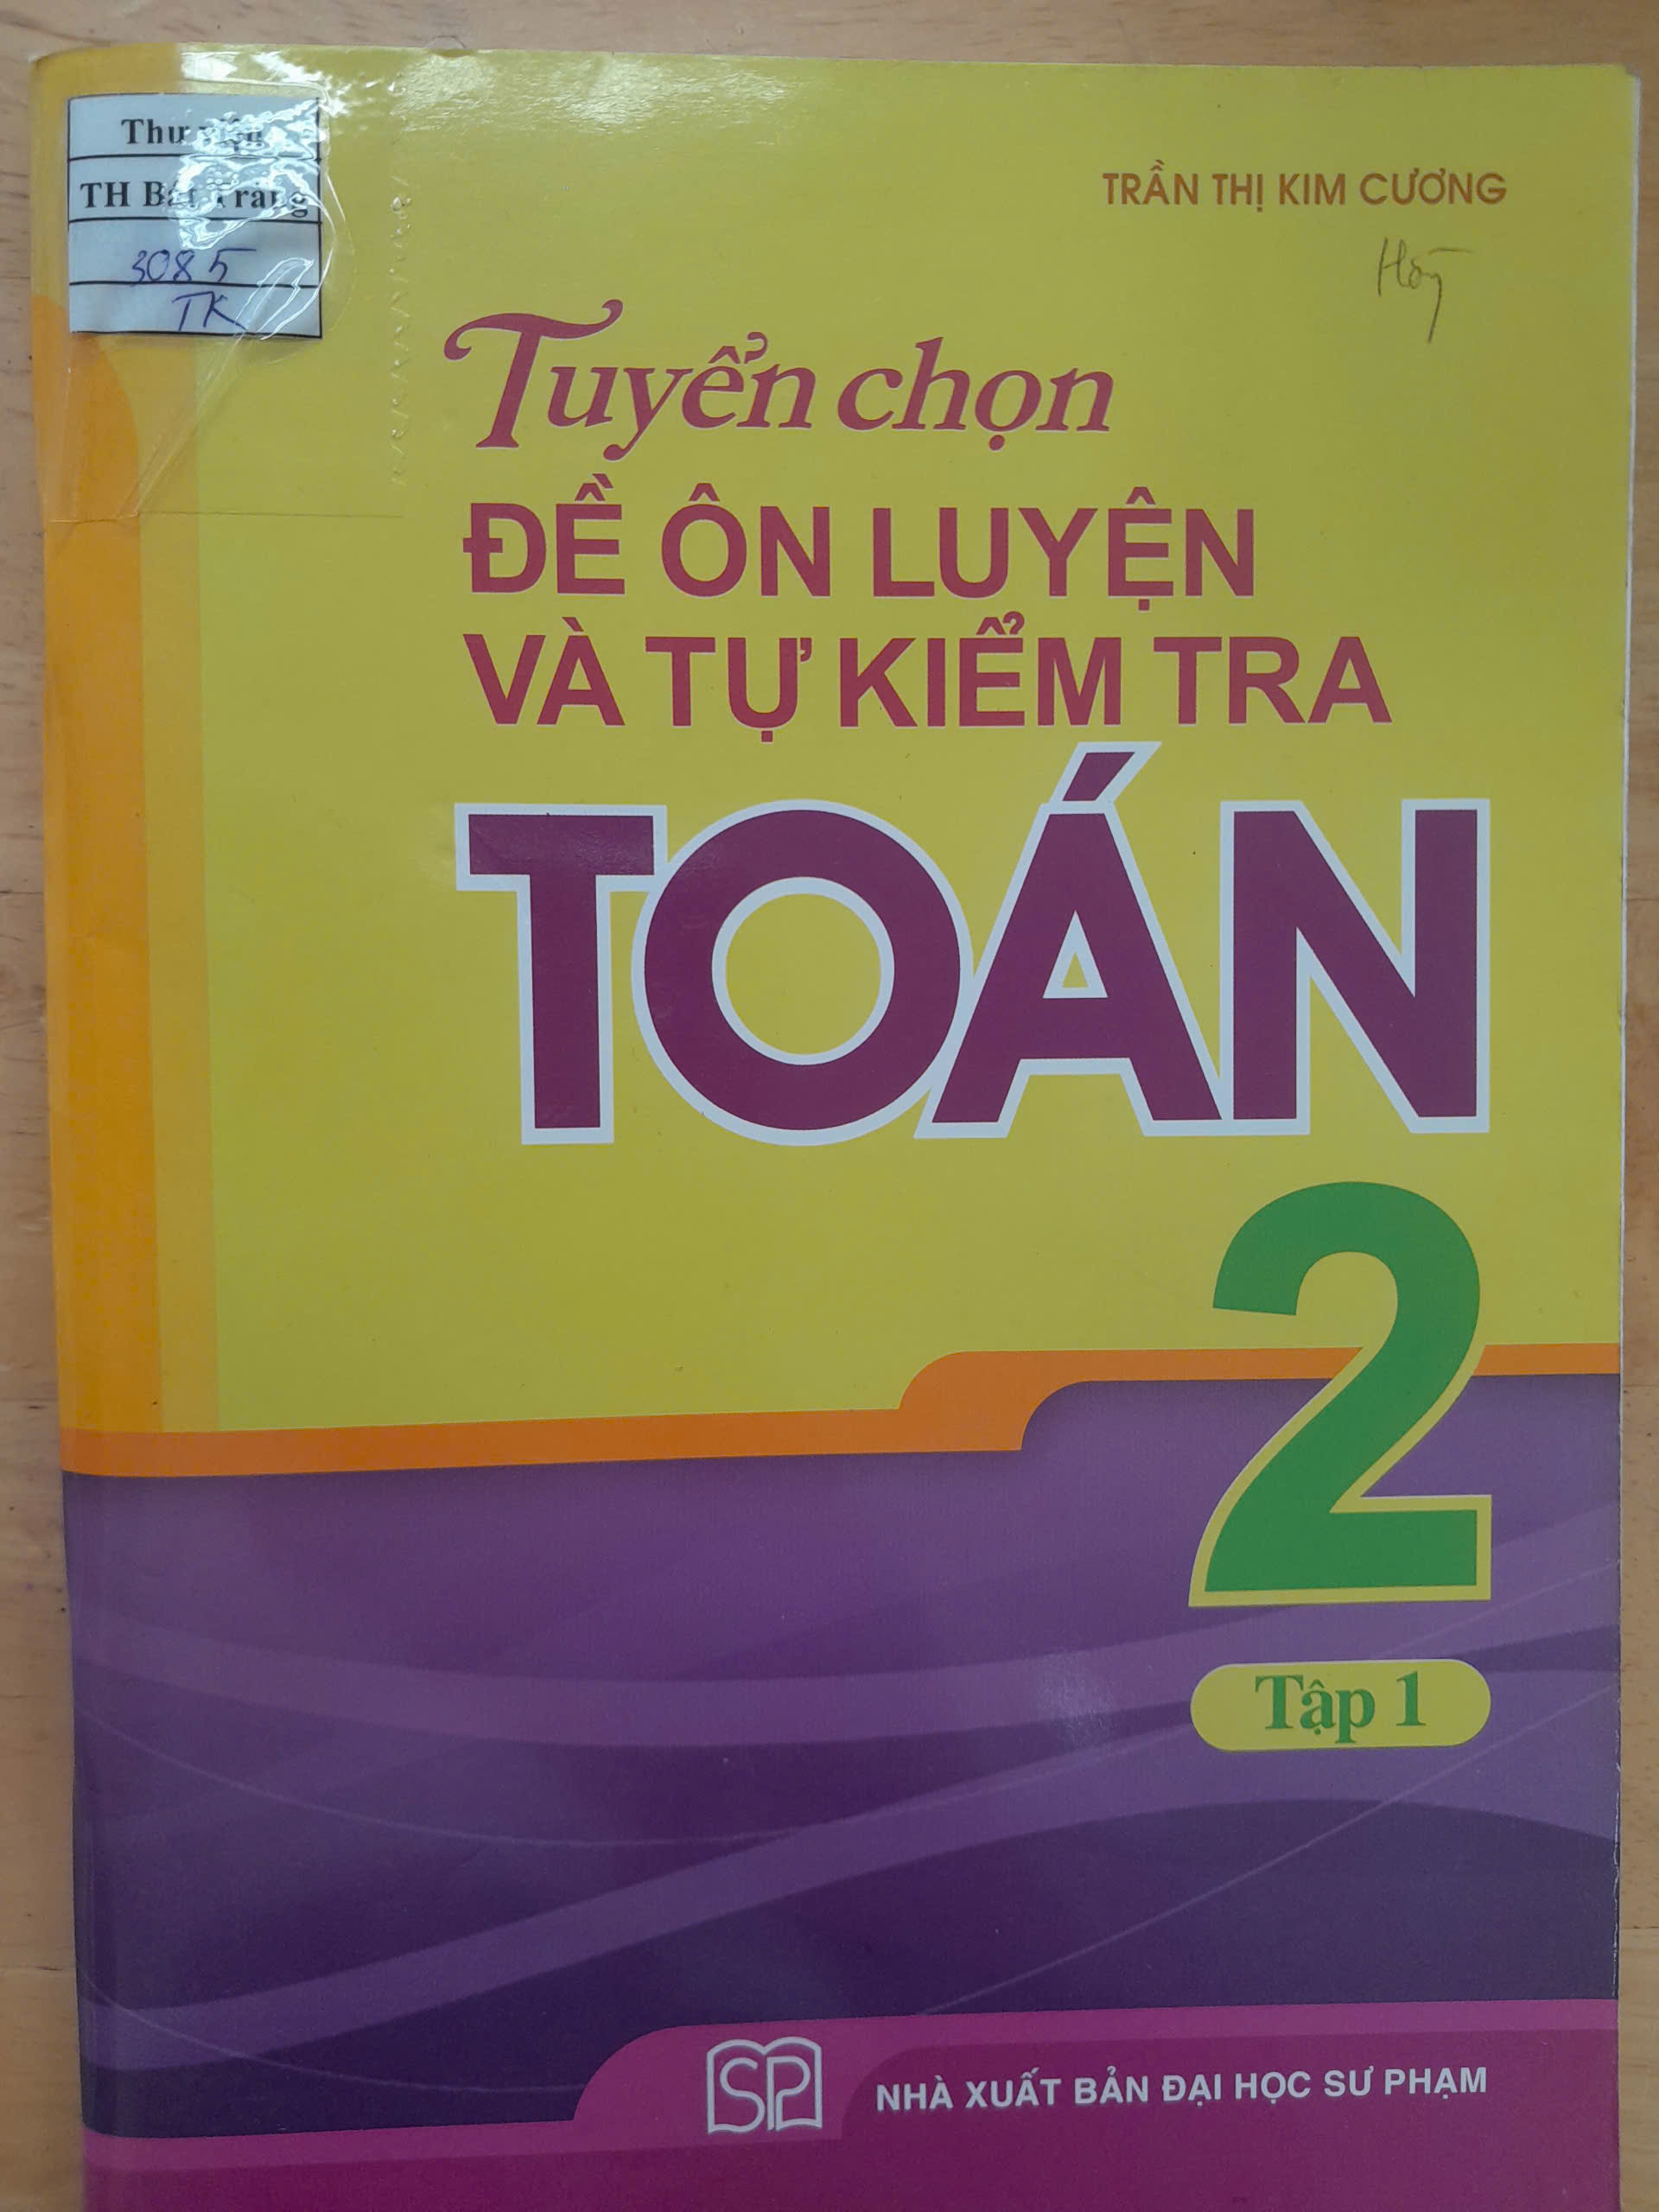 Thư viện
TH Bát Tràng
3085
TK
TRẦN THỊ KIM CƯƠNG
Tuyển chọn
ĐỀ ÔN LUYỆN
VÀ TỰ KIỂM TRA
TOÁN
2
Tập 1
SP
NHÀ XUẤT BẢN ĐẠI HỌC SƯ PHẠM